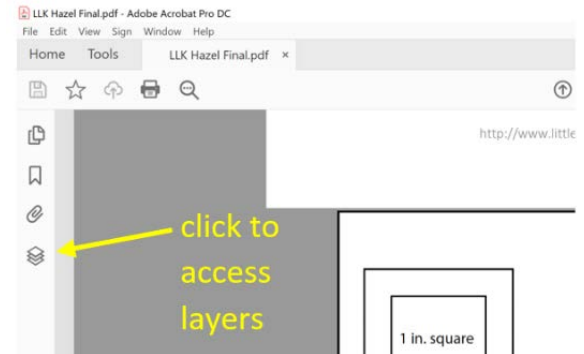 LLK Hazel Final.pdf - Adobe Acrobat Pro DC
File Edit View Sign Window Help
Home Tools LLK Hazel Final.pdf ×
http://www.little
click to
access
layers
1 in. square